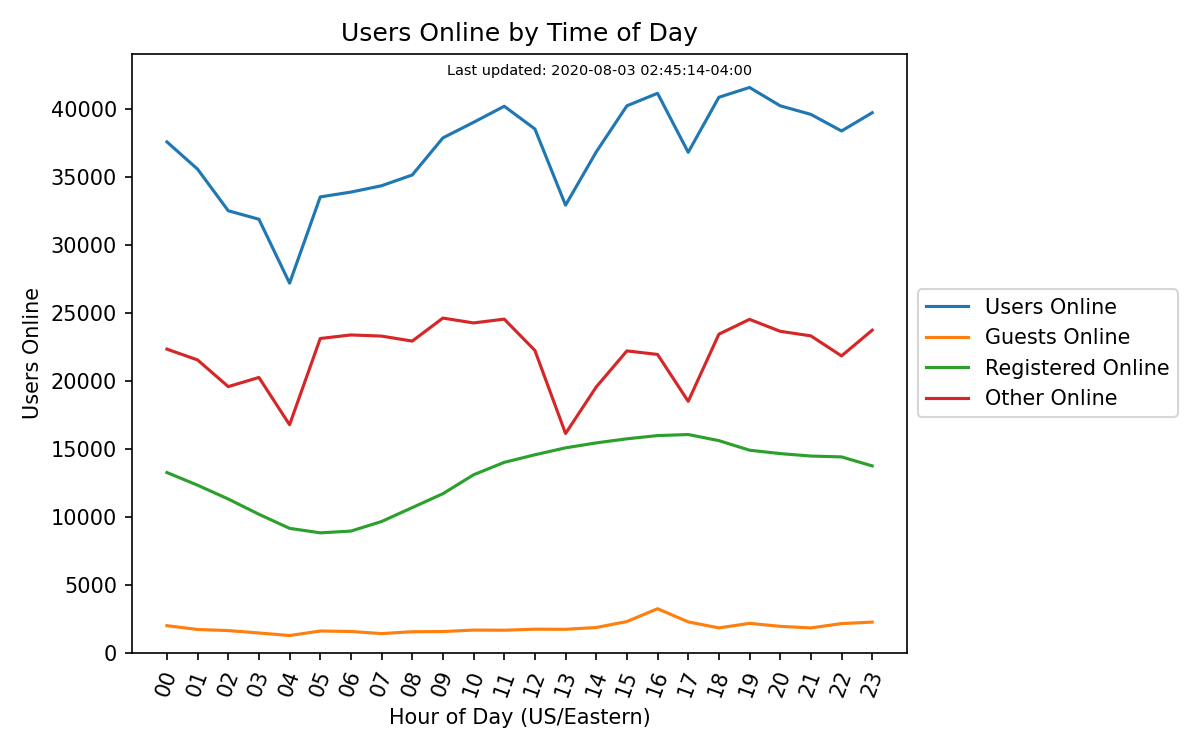 Users Online by Time of Day
Last updated: 2020-08-03 02:45:14-04:00
Users Online
40000
35000
30000
25000
20000
15000
10000
5000
0
00 01 02 03 04 05 06 07 08 09 10 11 12 13 14 15 16 17 18 19 20 21 22 23
Hour of Day (US/Eastern)
Users Online
Guests Online
Registered Online
Other Online